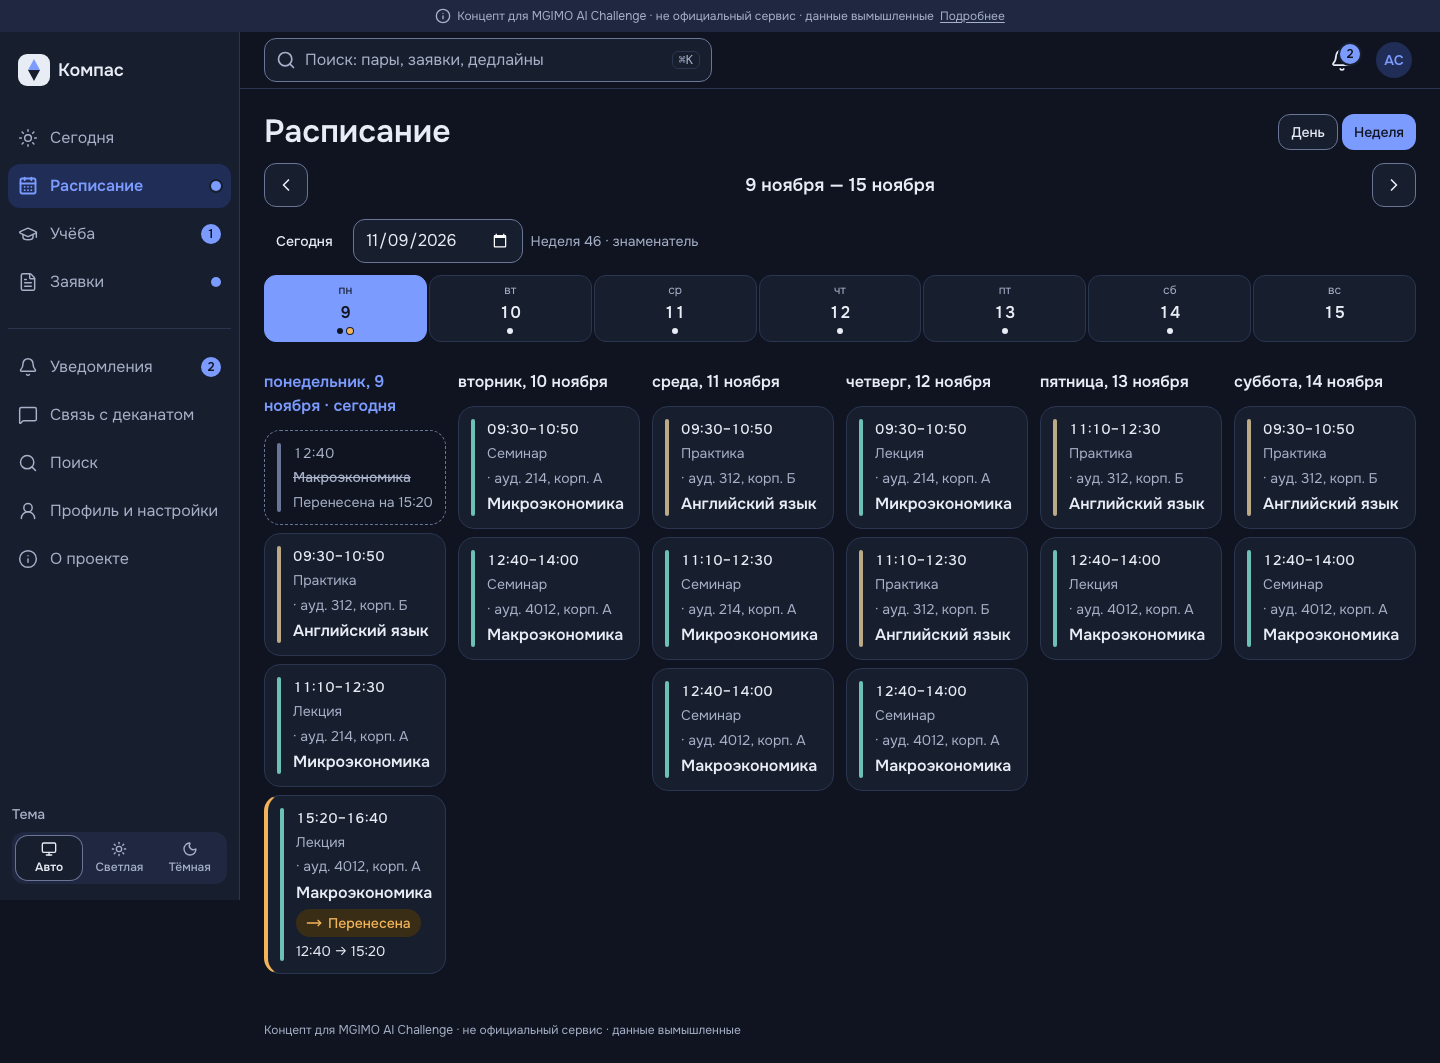 Концепт для MGIMO AI Challenge · не официальный сервис · данные вымышленные Подробнее
Компас
Поиск: пары, заявки, дедлайны
⌘K
2
АС
Сегодня
Расписание
Учёба
1
Заявки
Уведомления
2
Связь с деканатом
Поиск
Профиль и настройки
О проекте
Тема
Авто
Светлая
Тёмная
Расписание
День
Неделя
9 ноября — 15 ноября
Сегодня
11/09/2026
Неделя 46 · знаменатель
пн
9
вт
10
ср
11
чт
12
пт
13
сб
14
вс
15
понедельник, 9
ноября · сегодня
12:40
Макроэкономика
Перенесена на 15:20
09:30–10:50
Практика
· ауд. 312, корп. Б
Английский язык
11:10–12:30
Лекция
· ауд. 214, корп. А
Микроэкономика
15:20–16:40
Лекция
· ауд. 4012, корп. А
Макроэкономика
→ Перенесена
12:40 → 15:20
вторник, 10 ноября
09:30–10:50
Семинар
· ауд. 214, корп. А
Микроэкономика
12:40–14:00
Семинар
· ауд. 4012, корп. А
Макроэкономика
среда, 11 ноября
09:30–10:50
Практика
· ауд. 312, корп. Б
Английский язык
11:10–12:30
Семинар
· ауд. 214, корп. А
Микроэкономика
12:40–14:00
Семинар
· ауд. 4012, корп. А
Макроэкономика
четверг, 12 ноября
09:30–10:50
Лекция
· ауд. 214, корп. А
Микроэкономика
11:10–12:30
Практика
· ауд. 312, корп. Б
Английский язык
12:40–14:00
Семинар
· ауд. 4012, корп. А
Макроэкономика
пятница, 13 ноября
11:10–12:30
Практика
· ауд. 312, корп. Б
Английский язык
12:40–14:00
Лекция
· ауд. 4012, корп. А
Макроэкономика
суббота, 14 ноября
09:30–10:50
Практика
· ауд. 312, корп. Б
Английский язык
12:40–14:00
Семинар
· ауд. 4012, корп. А
Макроэкономика
Концепт для MGIMO AI Challenge · не официальный сервис · данные вымышленные